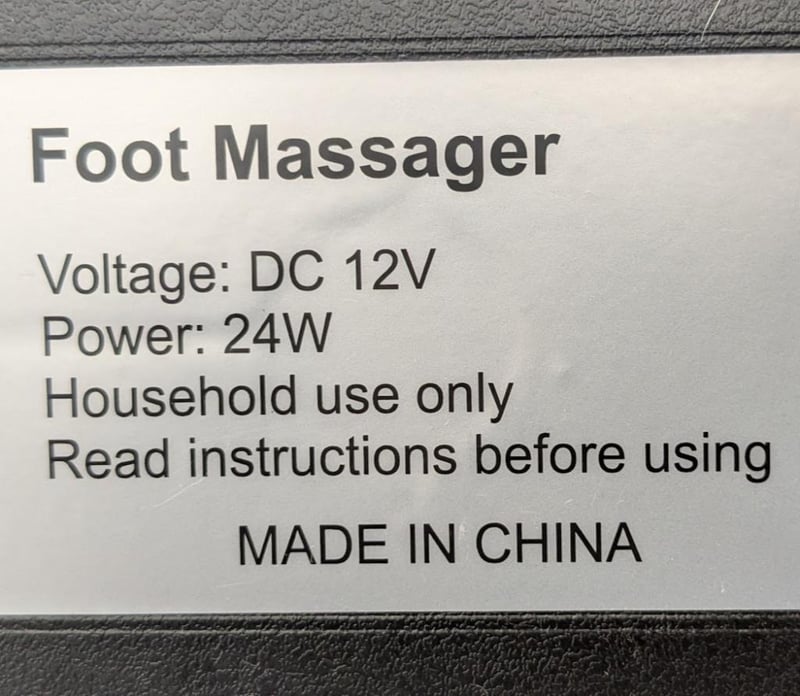 Foot Massager
Voltage: DC 12V
Power: 24W
Household use only
Read instructions before using
MADE IN CHINA